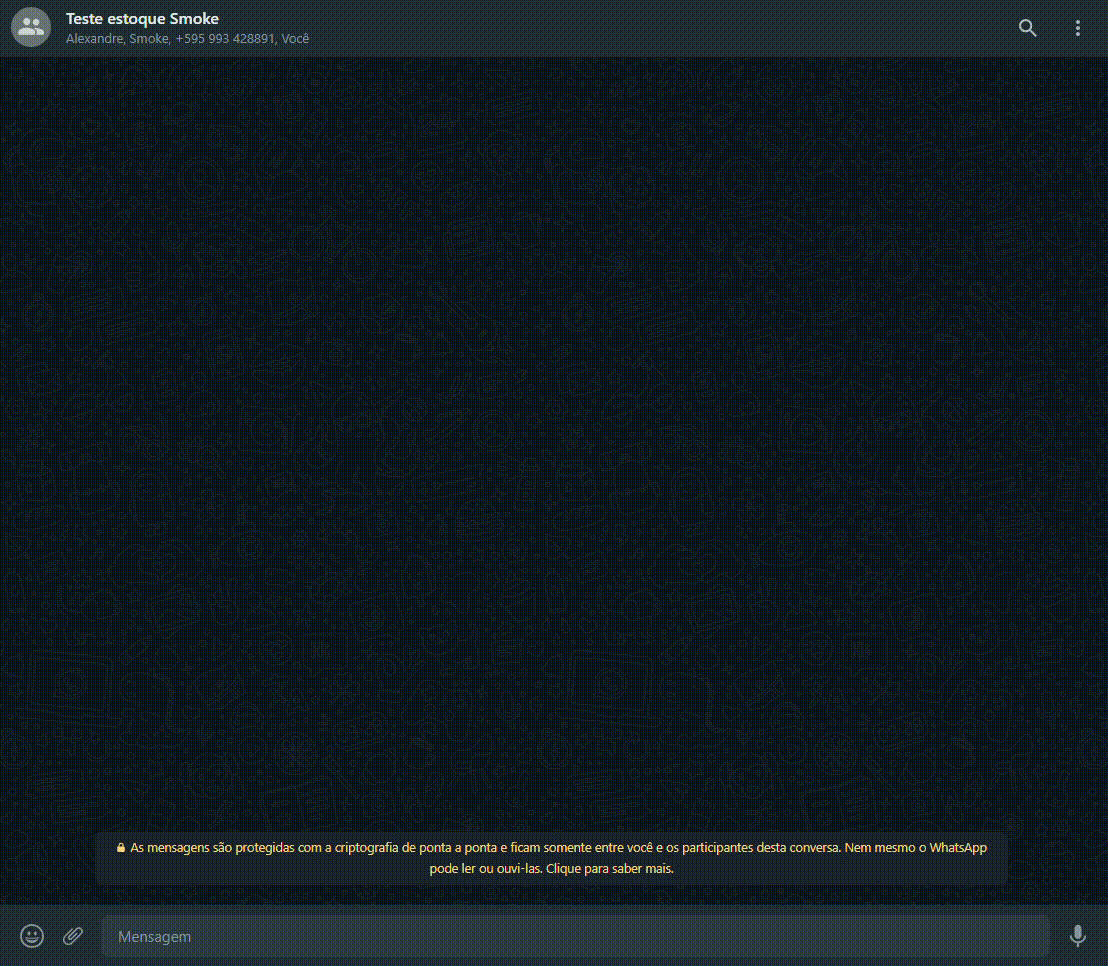 Teste estoque Smoke
Alexandre, Smoke, +595 993 428891, Você
As mensagens são protegidas com a criptografia de ponta a ponta e ficam somente entre você e os participantes desta conversa. Nem mesmo o WhatsApp
pode ler ou ouvi-las. Clique para saber mais.
Mensagem